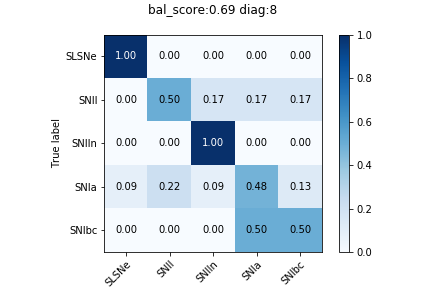 bal_score:0.69 diag:8
SLSNe 1.00 0.00 0.00 0.00 0.00
SNII 0.00 0.50 0.17 0.17 0.17
SNIIn 0.00 0.00 1.00 0.00 0.00
SNIa 0.09 0.22 0.09 0.48 0.13
SNIbc 0.00 0.00 0.00 0.50 0.50
SLSNe SNII SNIIn SNIa SNIbc
True label
1.0
0.8
0.6
0.4
0.2
0.0